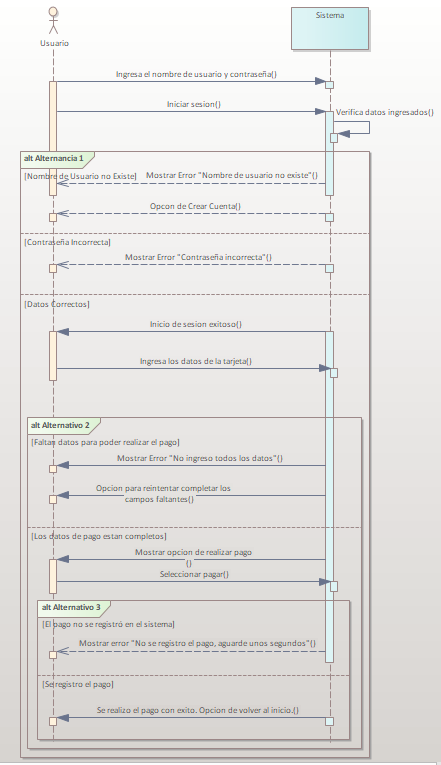 Sistema
Usuario
Ingresa el nombre de usuario y contraseña()
Iniciar sesion()
Verifica datos ingresados()
alt Alternancia 1
[Nombre de Usuario no Existe]
Mostrar Error "Nombre de usuario no existe"()
Opcon de Crear Cuenta()
[Contraseña Incorrecta]
Mostrar Error "Contraseña incorrecta"()
[Datos Correctos]
Inicio de sesion exitoso()
Ingresa los datos de la tarjeta()
alt Alternativo 2
[Faltan datos para poder realizar el pago]
Mostrar Error "No ingreso todos los datos"()
Opcion para reintentar completar los
campos faltantes()
[Los datos de pago estan completos]
Mostrar opcion de realizar pago
()
Seleccionar pagar()
alt Alternativo 3
[El pago no se registró en el sistema]
Mostrar error "No se registro el pago, aguarde unos segundos"()
[Se registro el pago]
Se realizo el pago con exito. Opcion de volver al inicio.()